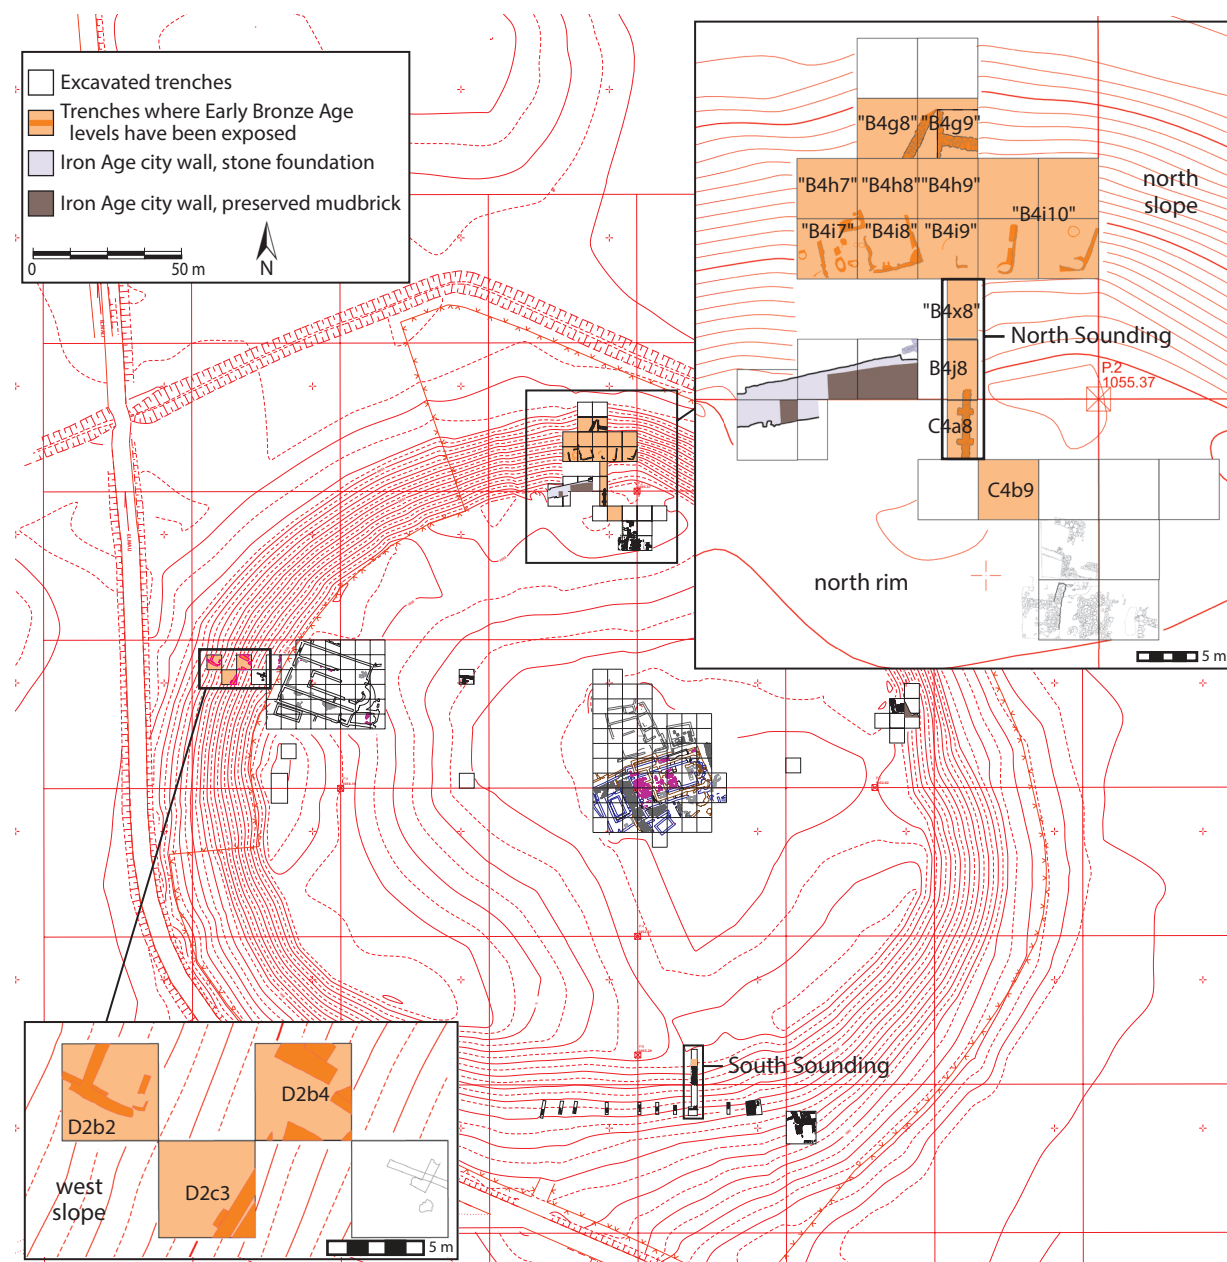 Excavated trenches
Trenches where Early Bronze Age
levels have been exposed
Iron Age city wall, stone foundation
Iron Age city wall, preserved mudbrick
0
50 m
N
"B4g8"
"B4g9"
"B4h7"
"B4h8"
"B4h9"
"B4i10"
"B4i7"
"B4i8"
"B4i9"
north
slope
"B4x8"
North Sounding
B4j8
P.2
1055.37
C4a8
C4b9
north rim
5 m
South Sounding
D2b2
D2b4
D2c3
west
slope
5 m